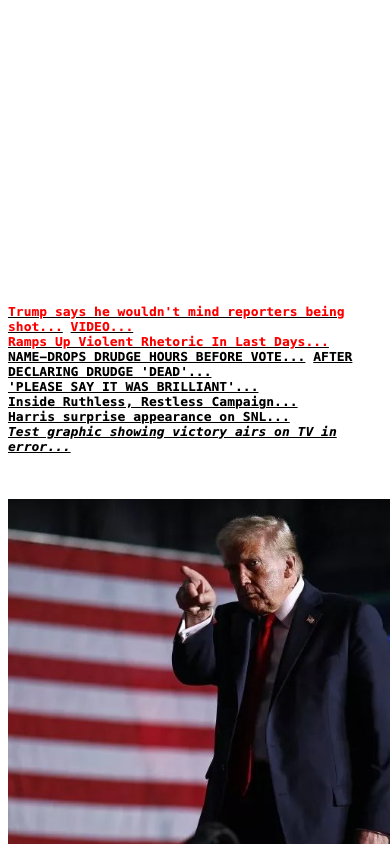 Trump says he wouldn't mind reporters being
shot... VIDEO...
Ramps Up Violent Rhetoric In Last Days...
NAME-DROPS DRUDGE HOURS BEFORE VOTE... AFTER
DECLARING DRUDGE 'DEAD'...
'PLEASE SAY IT WAS BRILLIANT'...
Inside Ruthless, Restless Campaign...
Harris surprise appearance on SNL...
Test graphic showing victory airs on TV in
error...